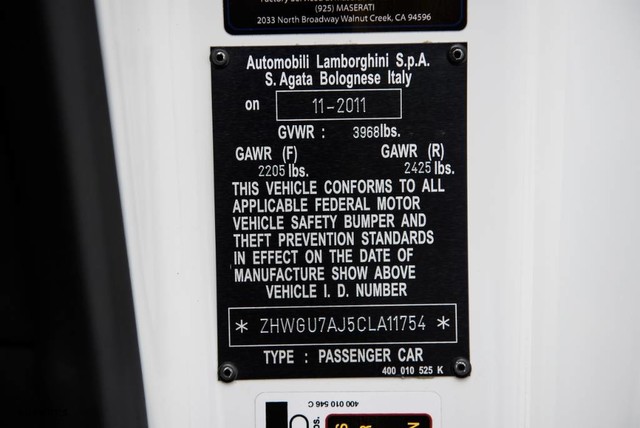 (925) MASERATI
2033 North Broadway Walnut Creek, CA 94596
Automobili Lamborghini S.p.A.
S. Agata Bolognese Italy
on 11-2011
GVWR : 3968lbs.
GAWR (F) GAWR (R)
2205 lbs. 2425 lbs.
THIS VEHICLE CONFORMS TO ALL
APPLICABLE FEDERAL MOTOR
VEHICLE SAFETY BUMPER AND
THEFT PREVENTION STANDARDS
IN EFFECT ON THE DATE OF
MANUFACTURE SHOW ABOVE
VEHICLE I. D. NUMBER
* ZHWGU7AJ5CLA11754 *
TYPE : PASSENGER CAR
400 010 525 K
400 010 546 C